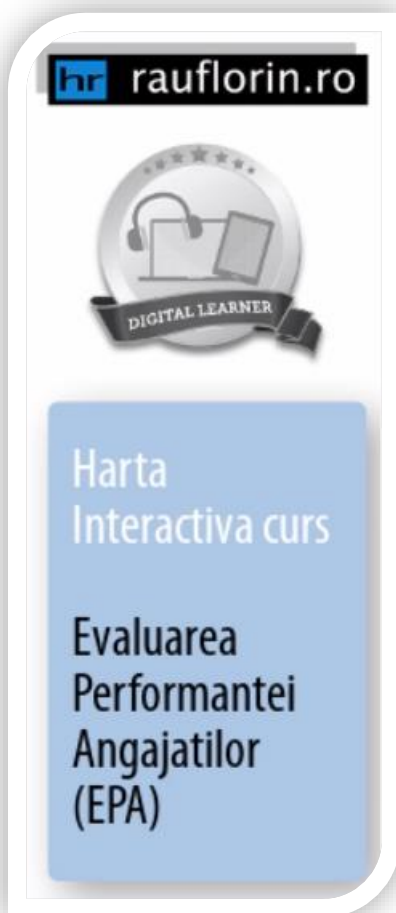 hr rauflorin.ro
DIGITAL LEARNER
Harta
Interactiva curs
Evaluarea
Performantei
Angajatilor
(EPA)